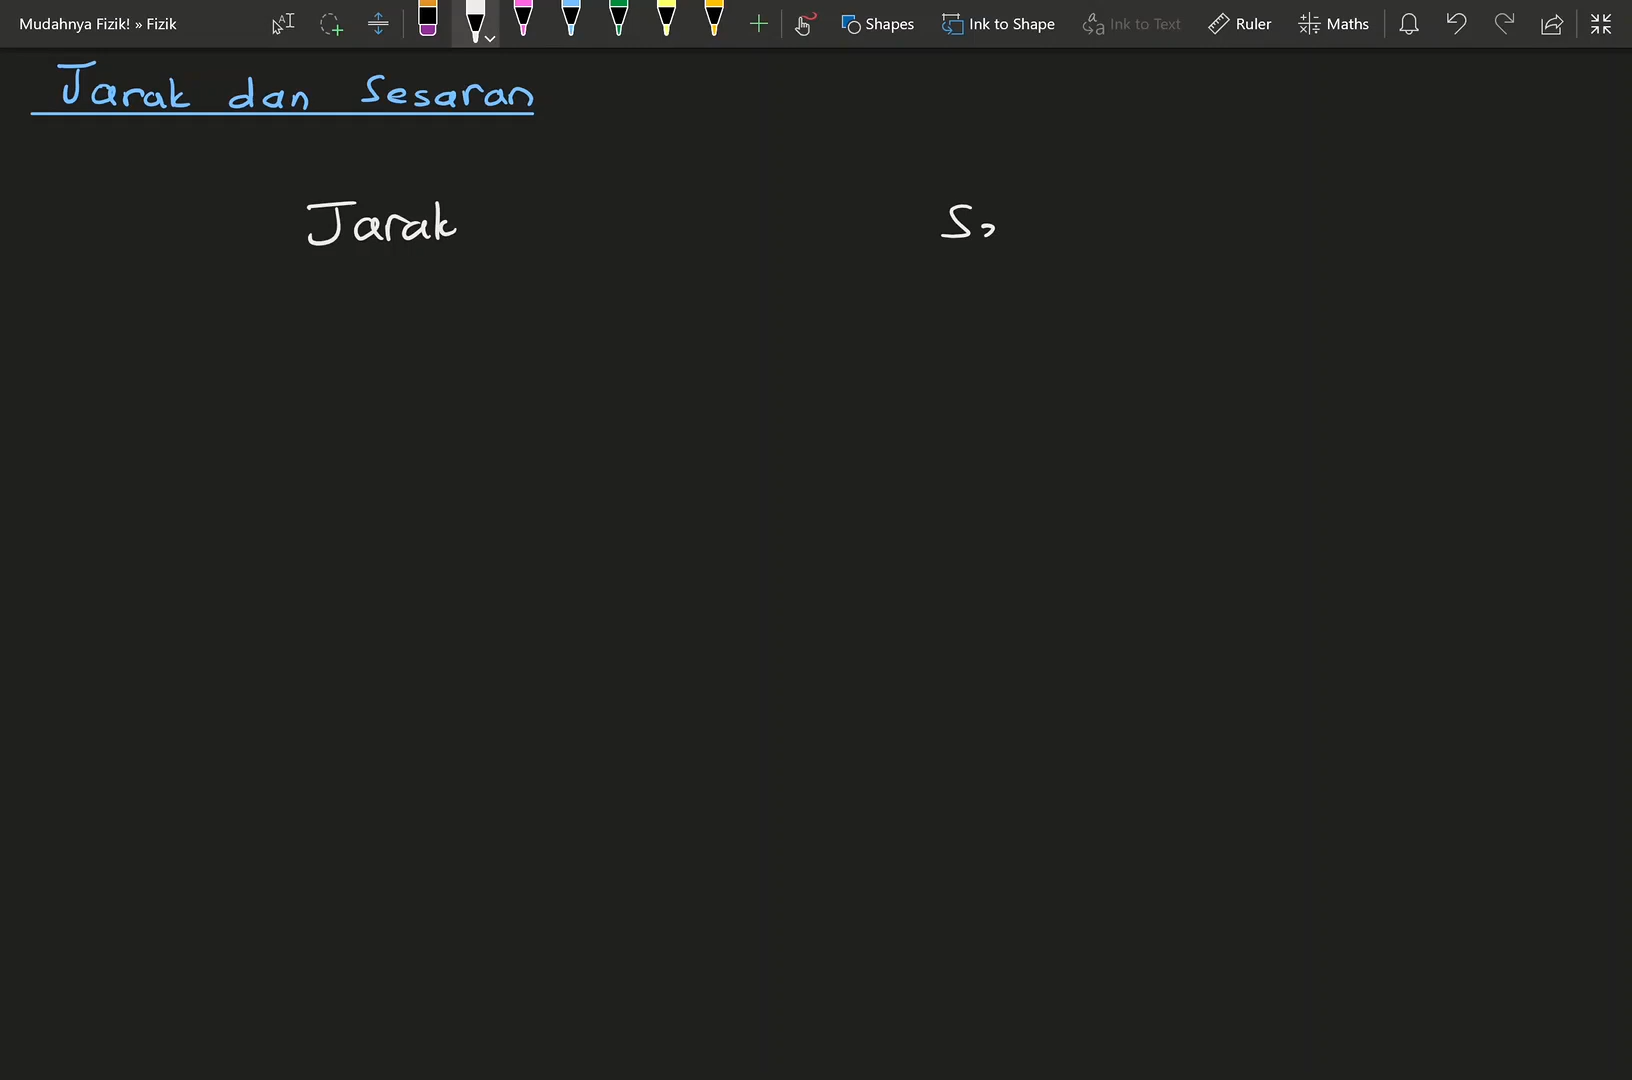 Mudahnya Fizik! » Fizik Shapes Ink to Shape Ink to Text Ruler Maths
Jarak dan Sesaran
Jarak